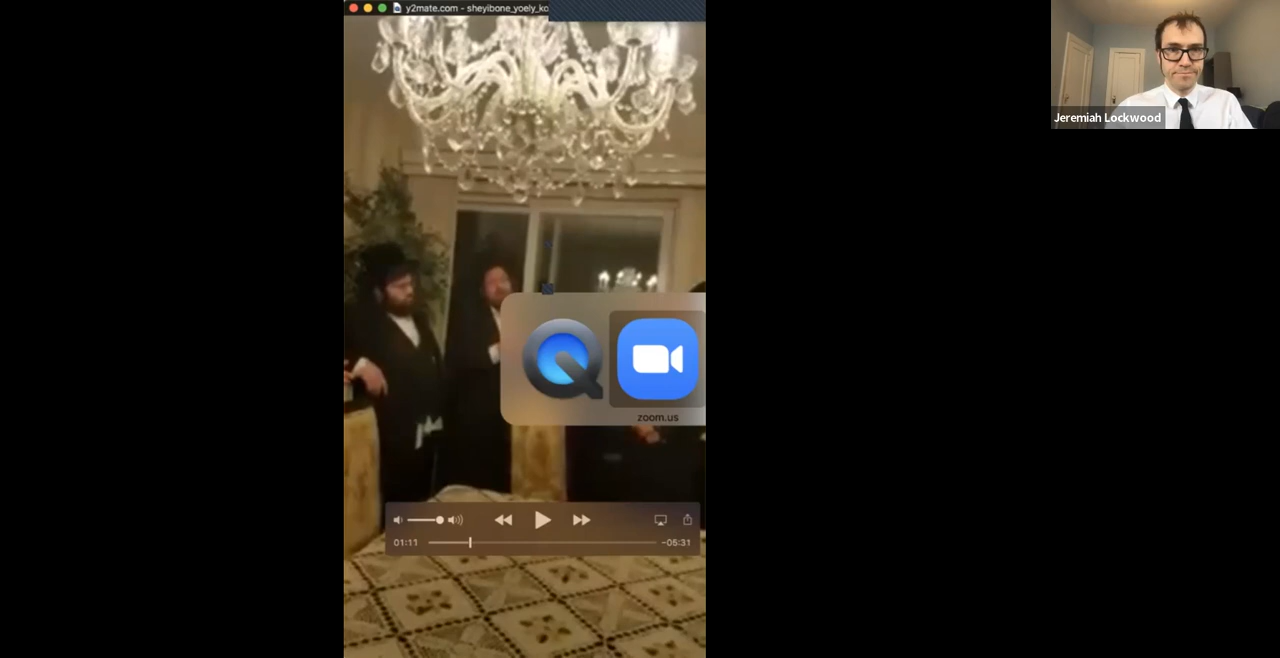 y2mate.com - sheyibone_yoely_ko
Jeremiah Lockwood
zoom.us
01:11
-05:31